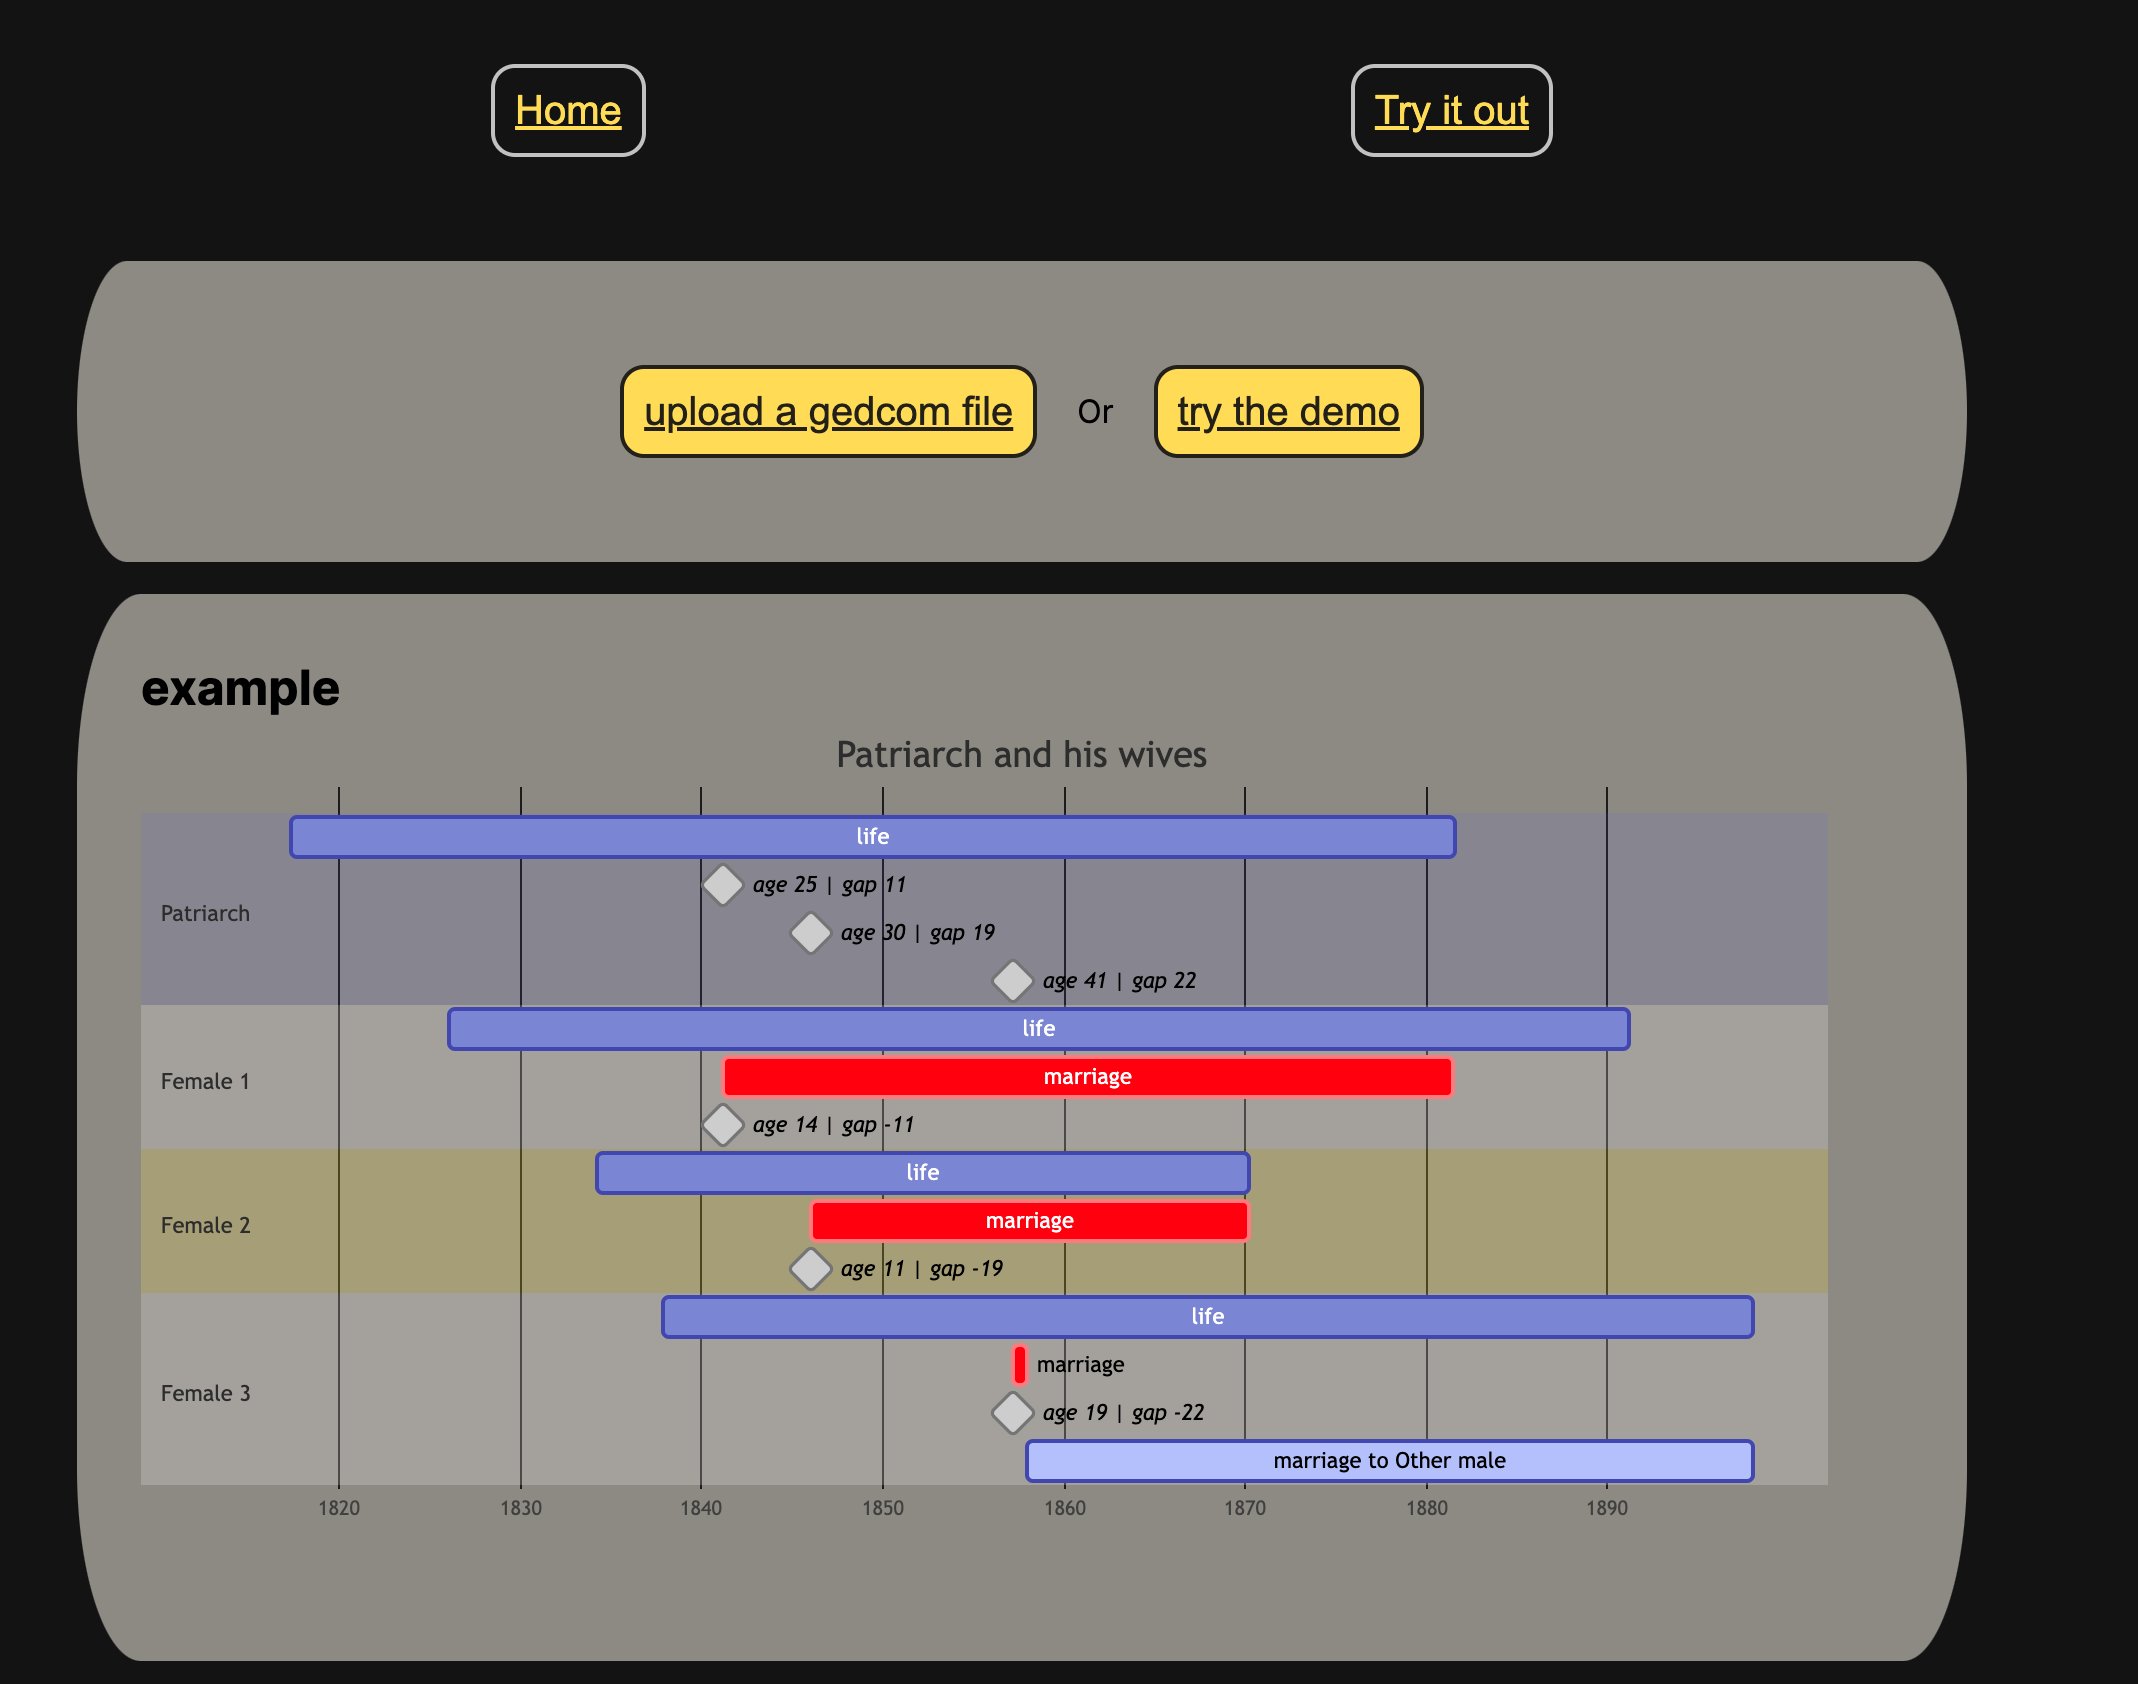 Home
Try it out
upload a gedcom file Or try the demo
example
Patriarch and his wives
life
age 25 | gap 11
Patriarch
age 30 | gap 19
age 41 | gap 22
life
Female 1
marriage
age 14 | gap -11
life
Female 2
marriage
age 11 | gap -19
life
marriage
Female 3
age 19 | gap -22
marriage to Other male
1820 1830 1840 1850 1860 1870 1880 1890